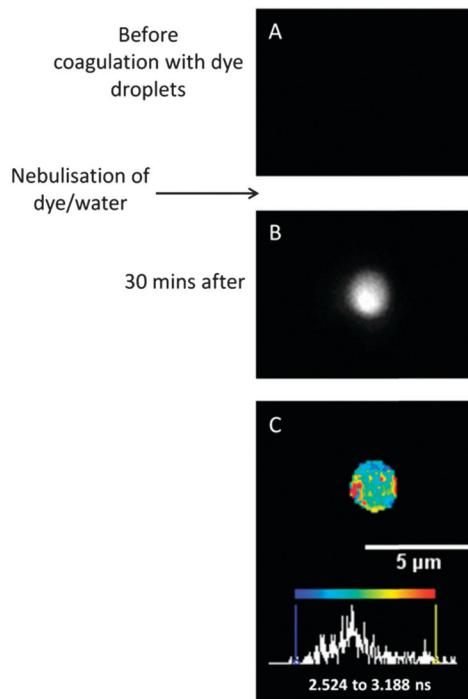 Before
coagulation with dye
droplets
A
Nebulisation of
dye/water
B
30 mins after
C
5 µm
2.524 to 3.188 ns